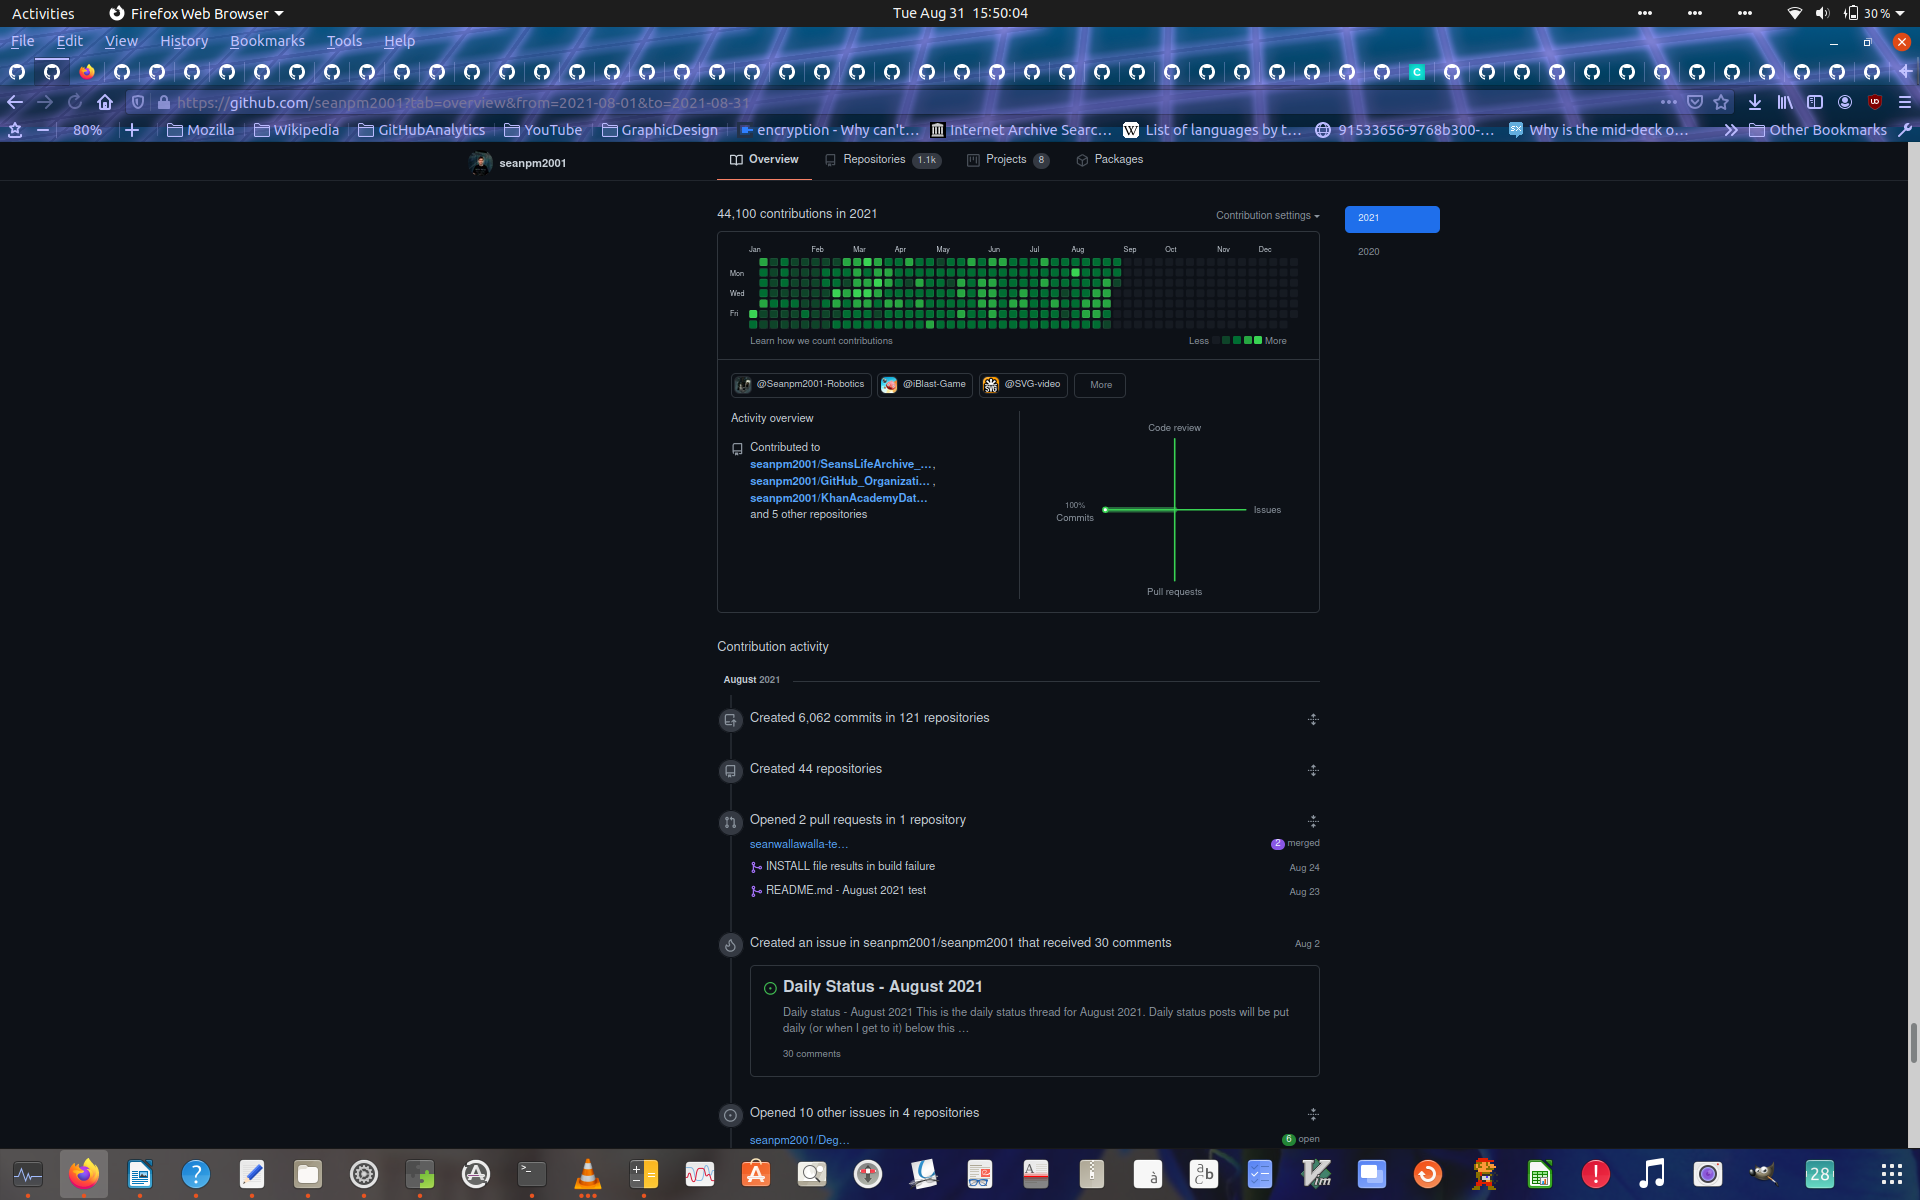 Activities Firefox Web Browser Tue Aug 31 15:50:04 30 %
File Edit View History Bookmarks Tools Help
https://github.com/seanpm2001?tab=overview&from=2021-08-01&to=2021-08-31
80% Mozilla Wikipedia GitHubAnalytics YouTube GraphicDesign encryption - Why can't… Internet Archive Searc… List of languages by t… 91533656-9768b300-… Why is the mid-deck o… Other Bookmarks
seanpm2001 Overview Repositories 1.1k Projects 8 Packages
44,100 contributions in 2021 Contribution settings 2021
2020
Jan Feb Mar Apr May Jun Jul Aug Sep Oct Nov Dec
Mon
Wed
Fri
Learn how we count contributions Less More
@Seanpm2001-Robotics @iBlast-Game @SVG-video More
Activity overview
Contributed to
seanpm2001/SeansLifeArchive_… ,
seanpm2001/GitHub_Organizati… ,
seanpm2001/KhanAcademyDat…
and 5 other repositories
Code review
100%
Commits
Issues
Pull requests
Contribution activity
August 2021
Created 6,062 commits in 121 repositories
Created 44 repositories
Opened 2 pull requests in 1 repository
seanwallawalla-te… 2 merged
INSTALL file results in build failure Aug 24
README.md - August 2021 test Aug 23
Created an issue in seanpm2001/seanpm2001 that received 30 comments Aug 2
Daily Status - August 2021
Daily status - August 2021 This is the daily status thread for August 2021. Daily status posts will be put
daily (or when I get to it) below this …
30 comments
Opened 10 other issues in 4 repositories
seanpm2001/Deg… 6 open
28